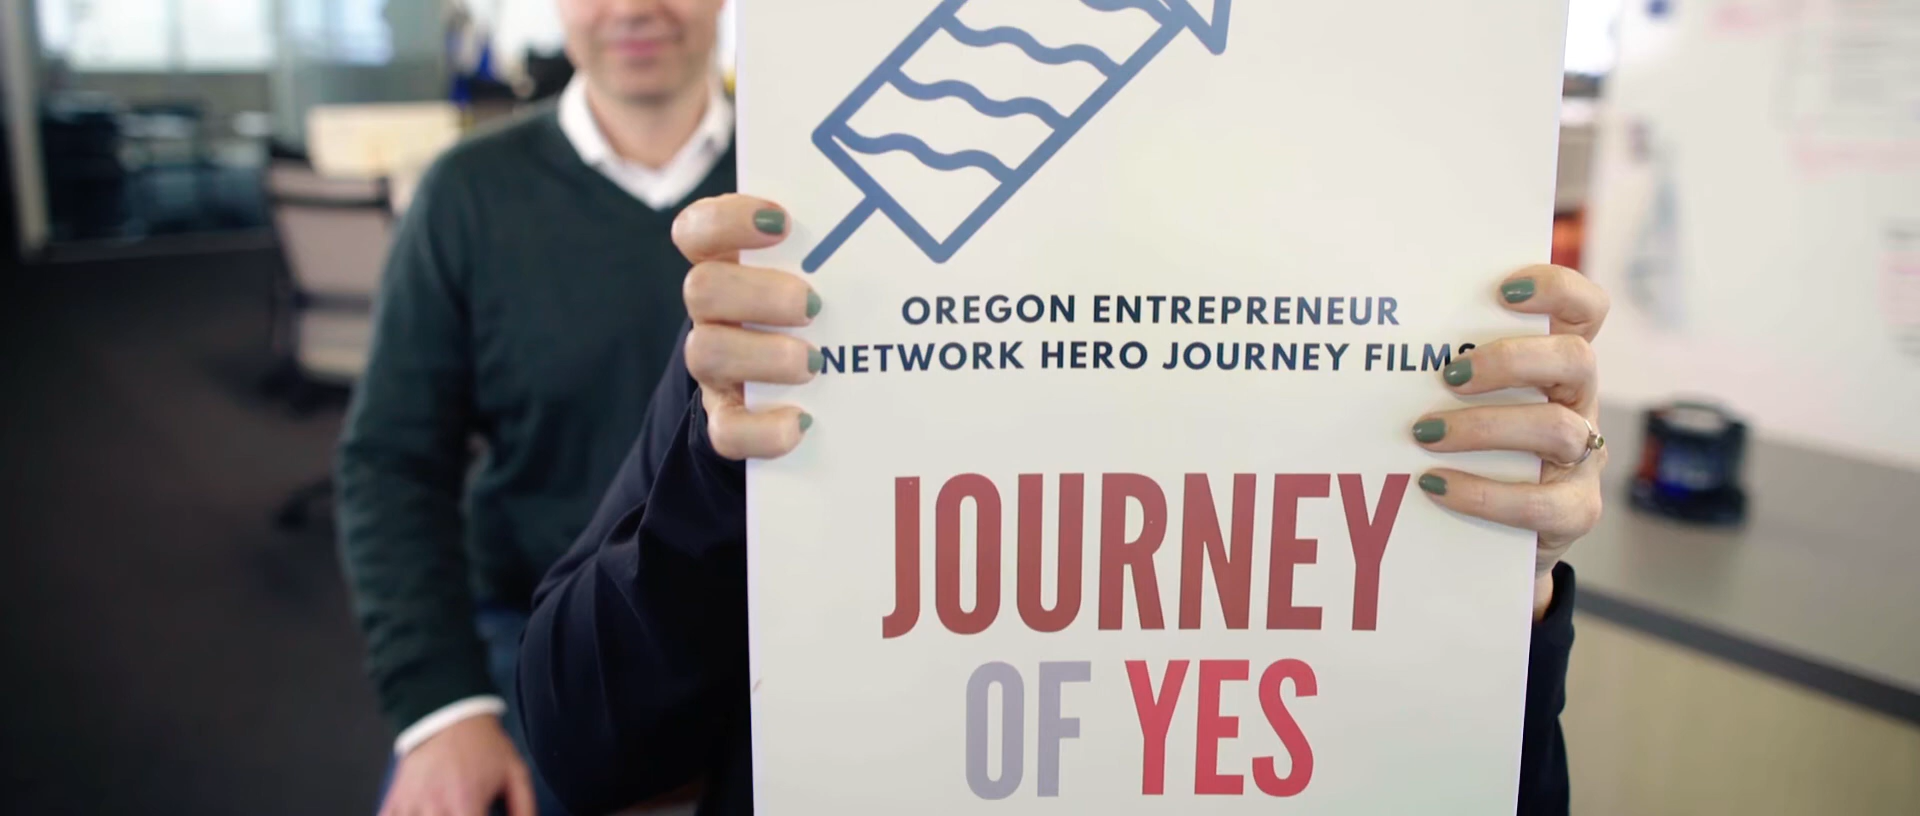 OREGON ENTREPRENEUR
NETWORK HERO JOURNEY FILMS
JOURNEY
OF YES